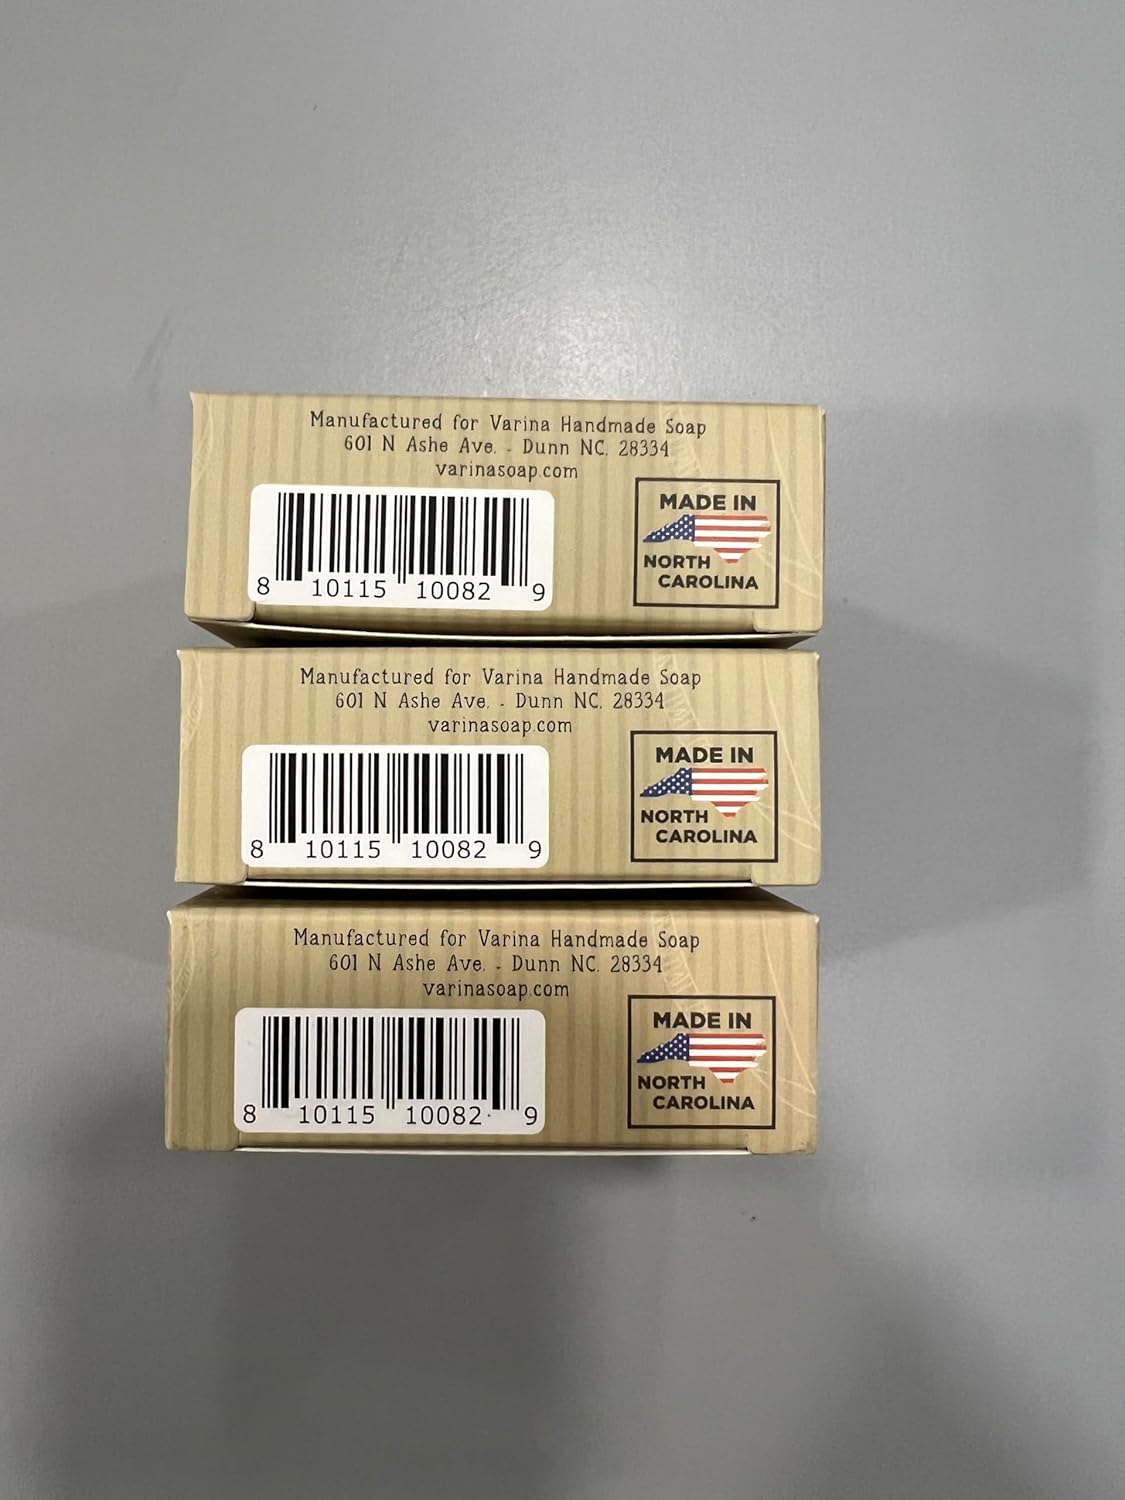 Manufactured for Varina Handmade Soap
601 N Ashe Ave. - Dunn NC. 28334
varinasoap.com
8 10115 10082 9
MADE IN
NORTH
CAROLINA
Manufactured for Varina Handmade Soap
601 N Ashe Ave. - Dunn NC. 28334
varinasoap.com
8 10115 10082 9
MADE IN
NORTH
CAROLINA
Manufactured for Varina Handmade Soap
601 N Ashe Ave. - Dunn NC. 28334
varinasoap.com
8 10115 10082 9
MADE IN
NORTH
CAROLINA